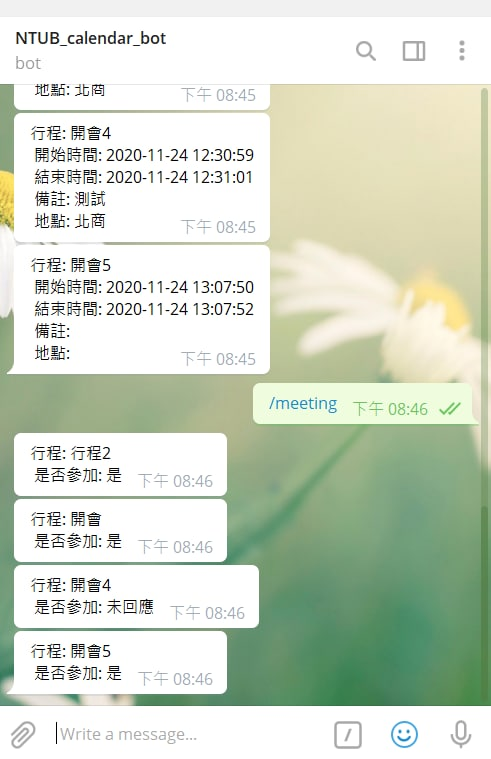 NTUB_calendar_bot
bot
地點: 北商
下午 08:45
行程: 開會4
開始時間: 2020-11-24 12:30:59
結束時間: 2020-11-24 12:31:01
備註: 測試
地點: 北商
下午 08:45
行程: 開會5
開始時間: 2020-11-24 13:07:50
結束時間: 2020-11-24 13:07:52
備註:
地點:
下午 08:45
/meeting 下午 08:46
行程: 行程2
是否參加: 是 下午 08:46
行程: 開會
是否參加: 是 下午 08:46
行程: 開會4
是否參加: 未回應 下午 08:46
行程: 開會5
是否參加: 是 下午 08:46
Write a message...